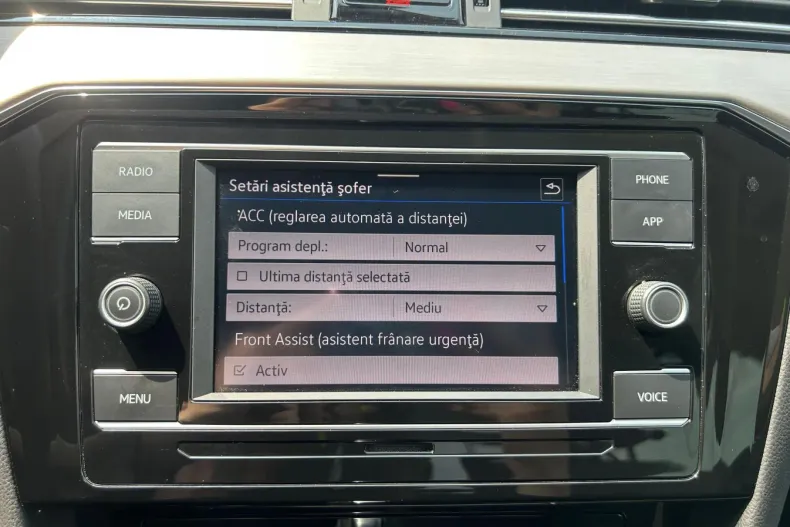 RADIO
MEDIA
MENU
PHONE
APP
VOICE
Setări asistenţă şofer
ACC (reglarea automată a distanţei)
Program depl.: Normal
Ultima distanţă selectată
Distanţă: Mediu
Front Assist (asistent frânare urgenţă)
Activ